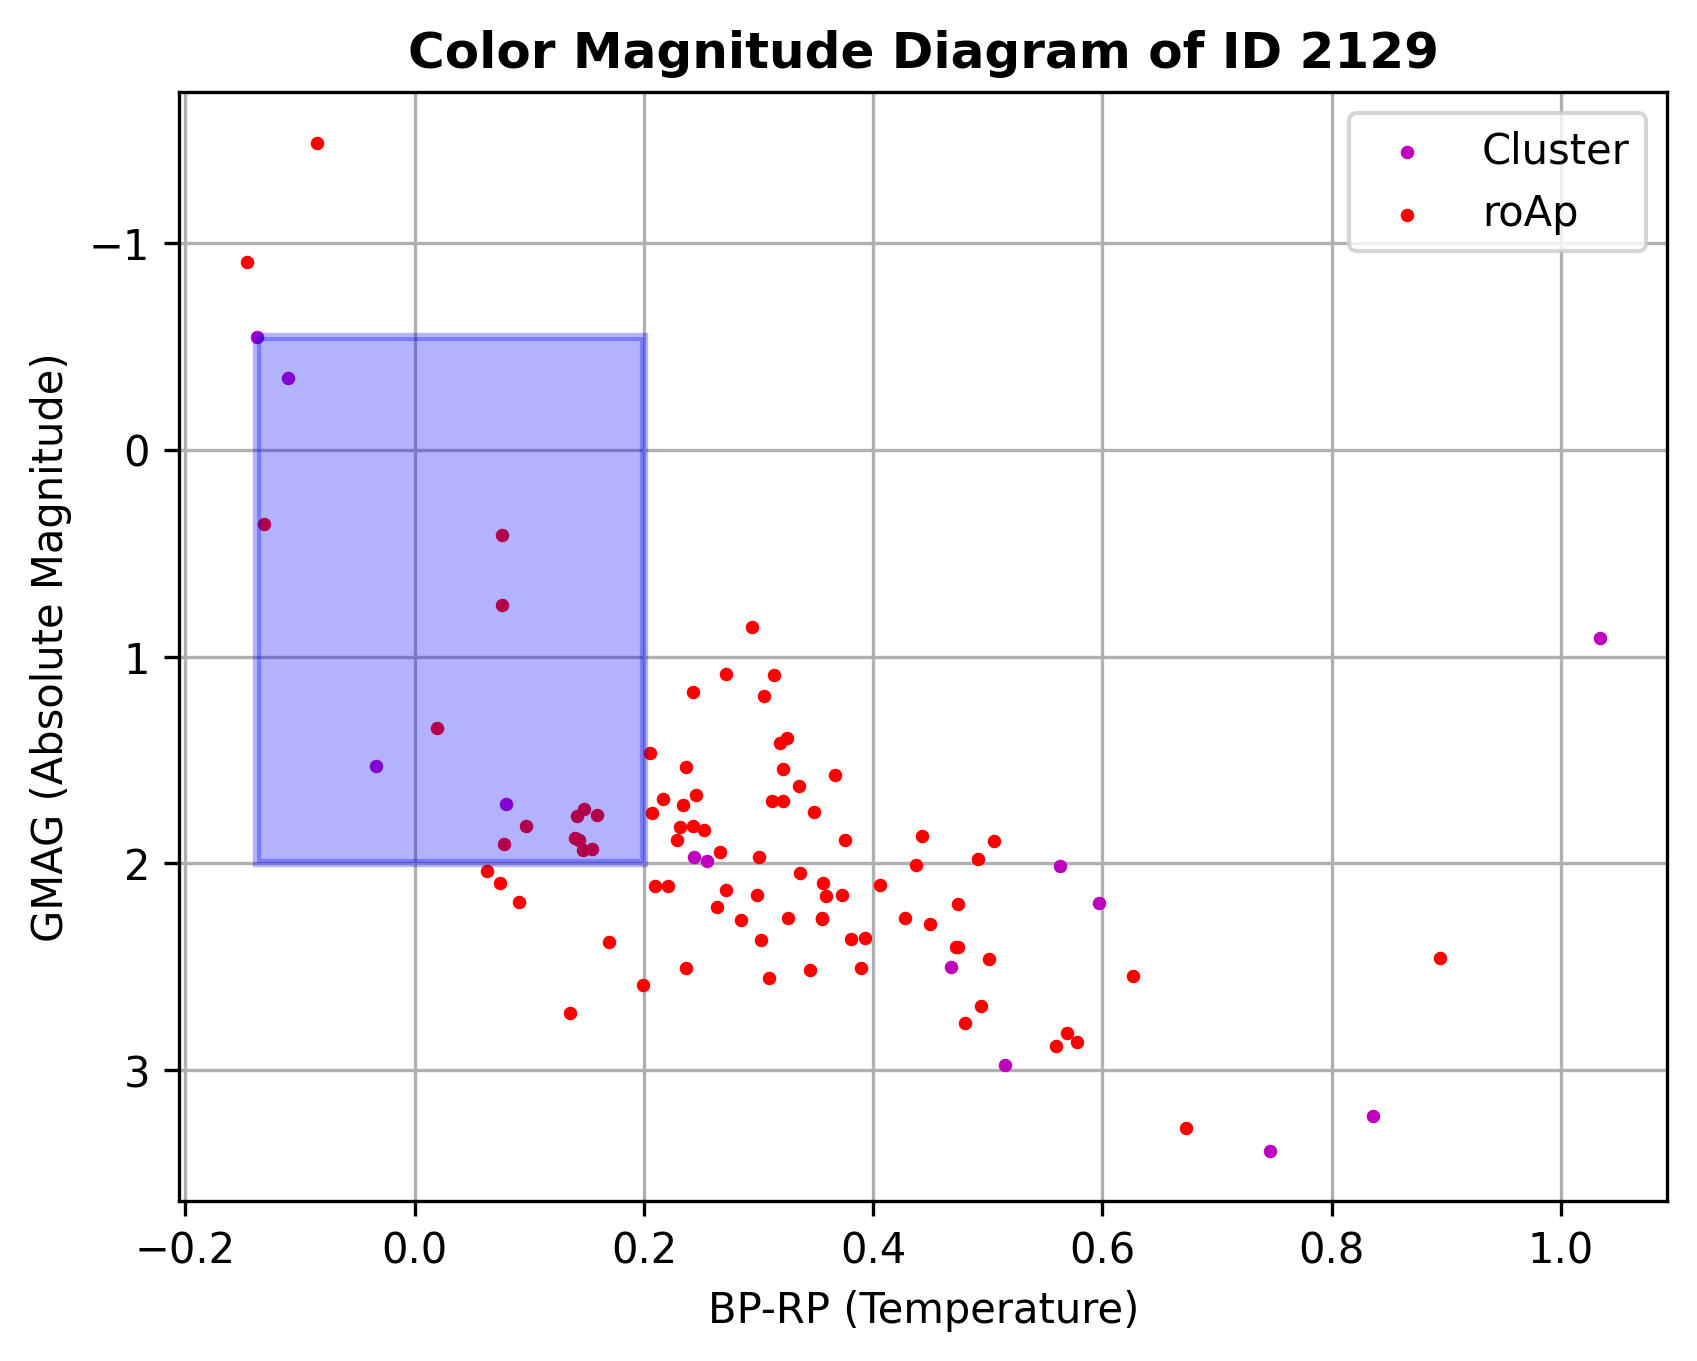 Color Magnitude Diagram of ID 2129
Cluster
roAp
GMAG (Absolute Magnitude)
−1
0
1
2
3
−0.2 0.0 0.2 0.4 0.6 0.8 1.0
BP-RP (Temperature)